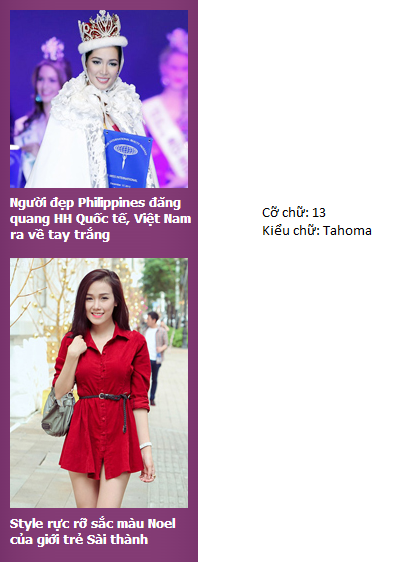 Người đẹp Philippines đăng
quang HH Quốc tế, Việt Nam
ra về tay trắng
Cỡ chữ: 13
Kiểu chữ: Tahoma
Style rực rỡ sắc màu Noel
của giới trẻ Sài thành